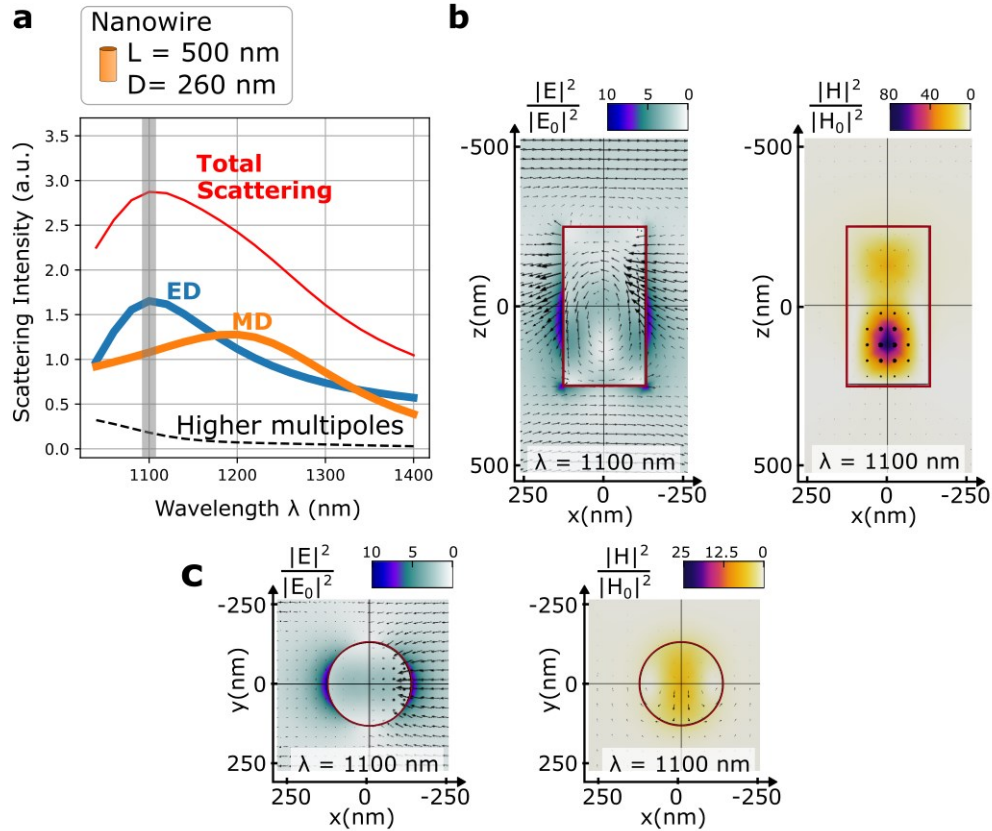 a
Nanowire
L = 500 nm
D= 260 nm
Scattering Intensity (a.u.)
3.5
3.0
2.5
2.0
1.5
1.0
0.5
0.0
Total
Scattering
ED
MD
Higher multipoles
1100 1200 1300 1400
Wavelength λ (nm)
b
|E|²
|E₀|²
10 5 0
-500
0
500
z(nm)
λ = 1100 nm
250 0 -250
x(nm)
|H|²
|H₀|²
80 40 0
-500
0
500
z(nm)
λ = 1100 nm
250 0 -250
x(nm)
c
|E|²
|E₀|²
10 5 0
-250
0
250
y(nm)
λ = 1100 nm
250 0 -250
x(nm)
|H|²
|H₀|²
25 12.5 0
-250
0
250
y(nm)
λ = 1100 nm
250 0 -250
x(nm)